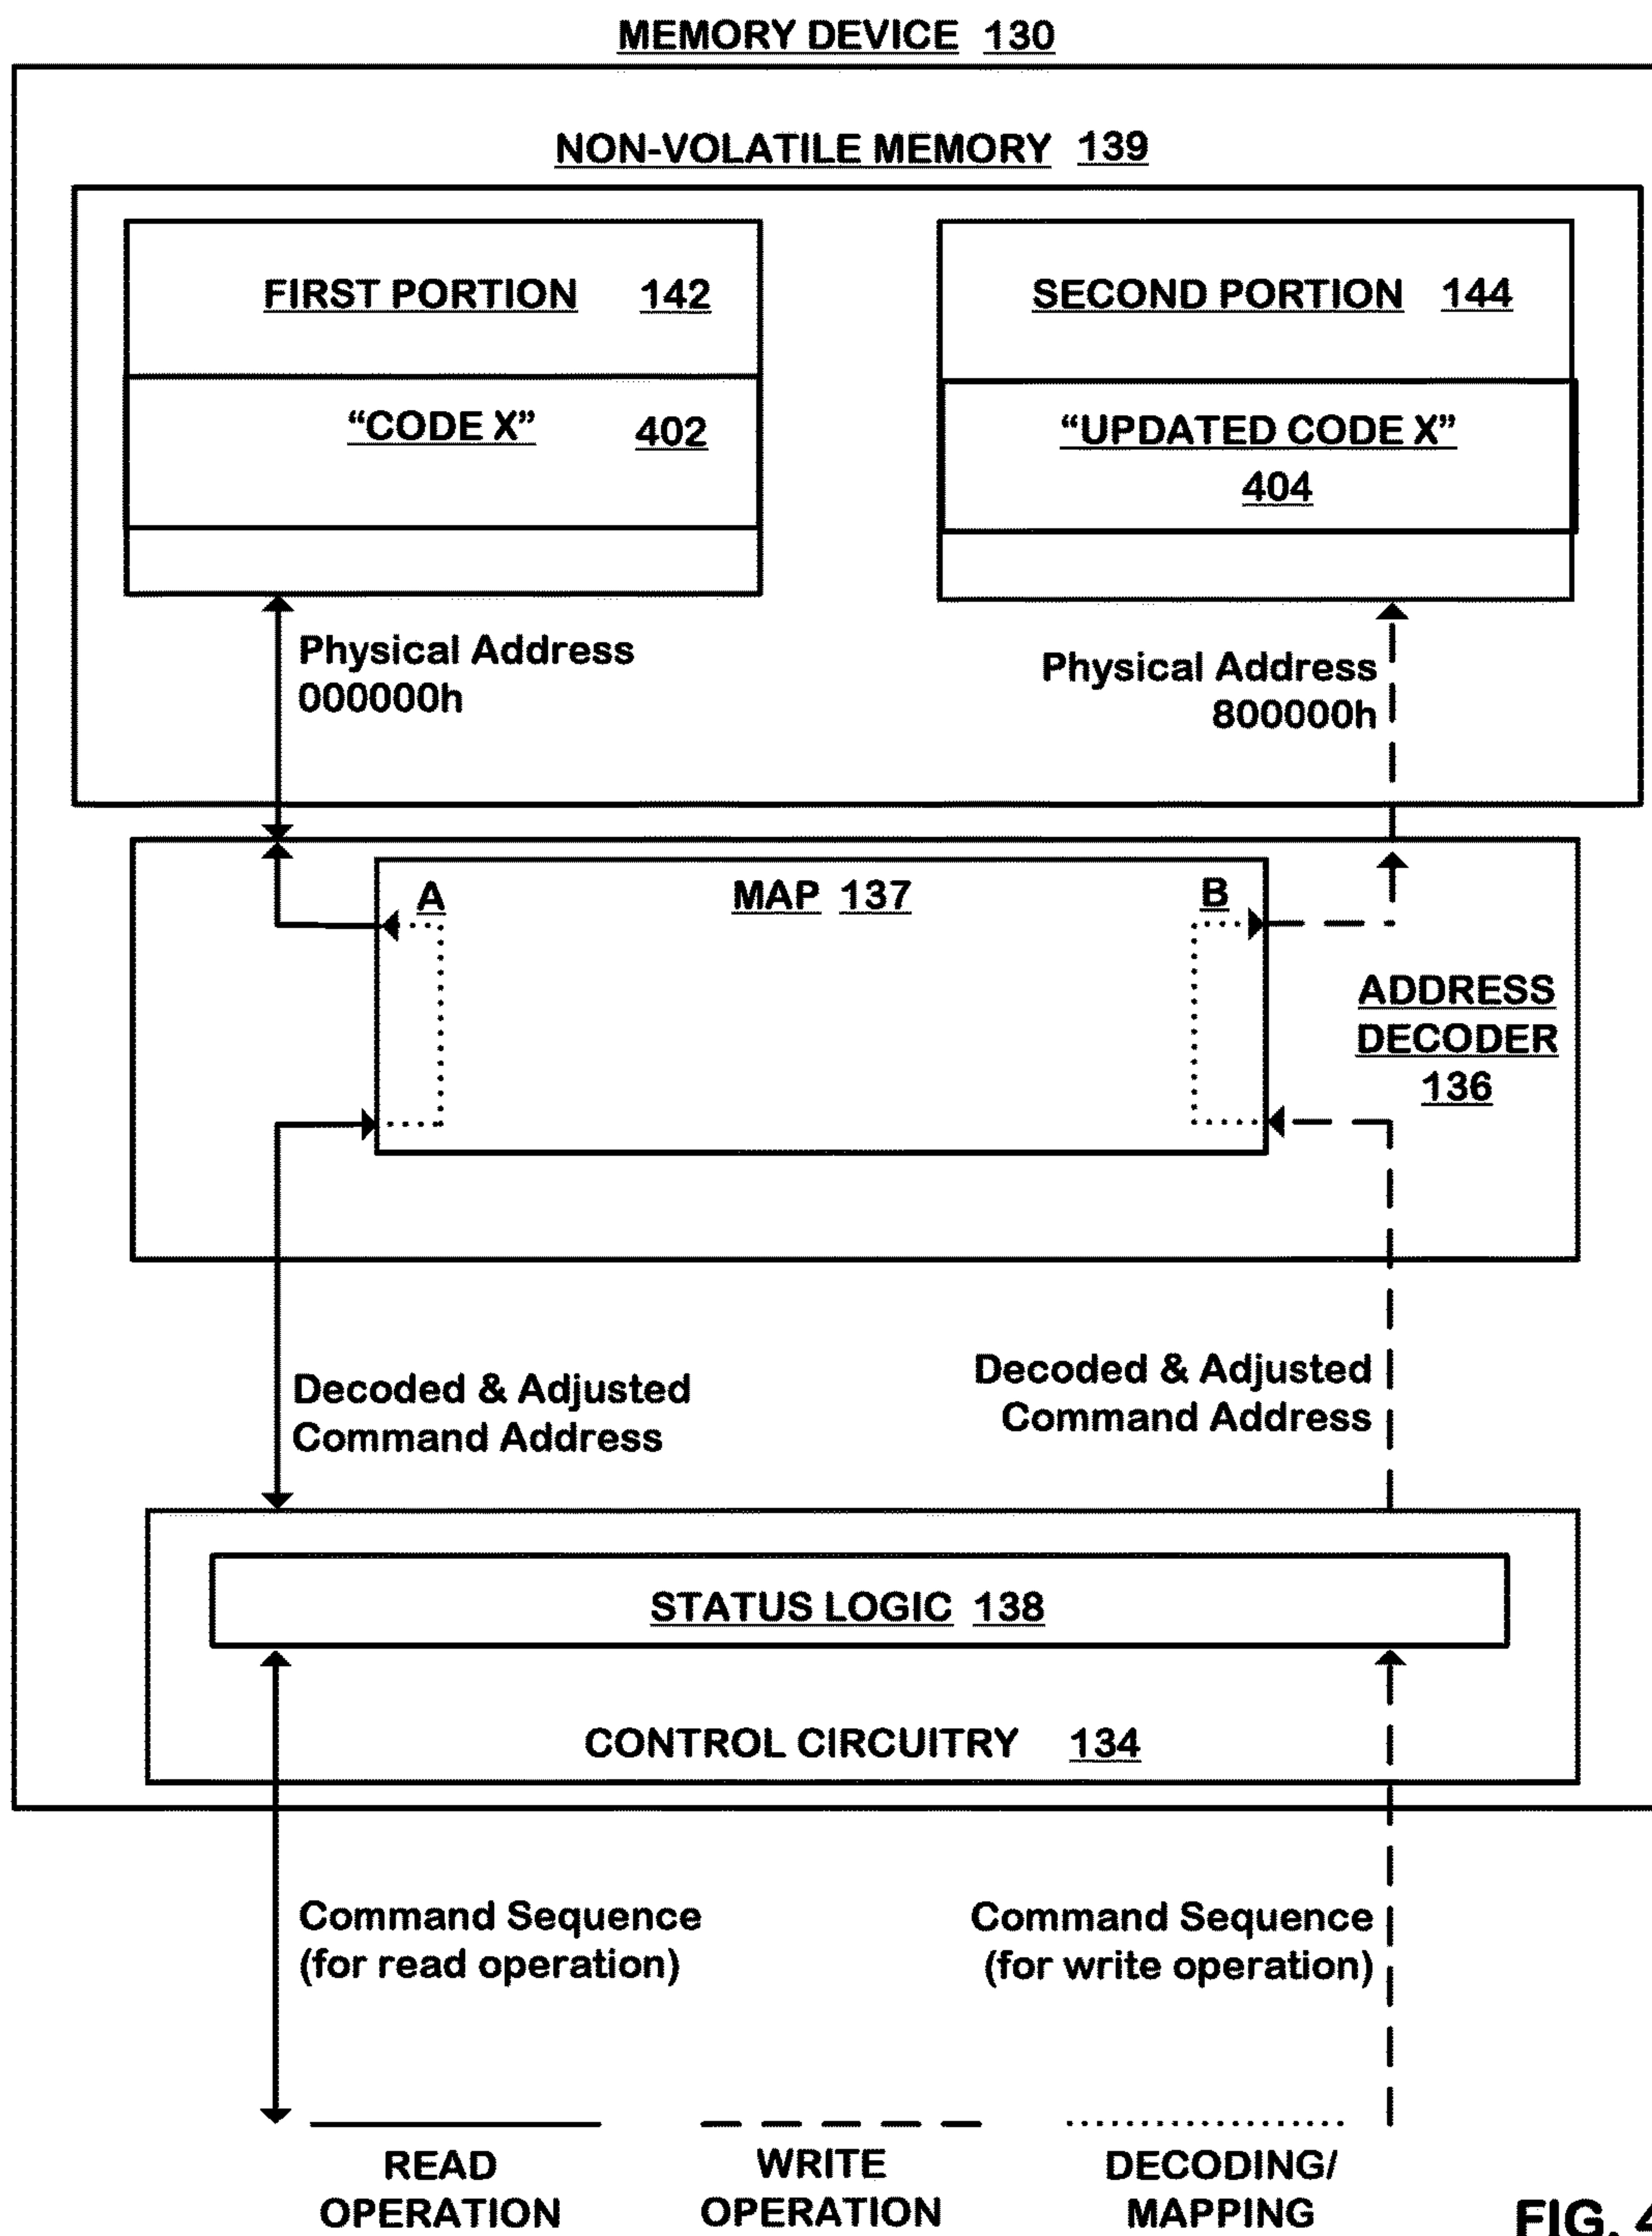 MEMORY DEVICE 130
NON-VOLATILE MEMORY 139
FIRST PORTION 142
"CODE X" 402
SECOND PORTION 144
"UPDATED CODE X"
404
Physical Address
000000h
Physical Address
800000h
A
MAP 137
B
ADDRESS
DECODER
136
Decoded & Adjusted
Command Address
Decoded & Adjusted
Command Address
STATUS LOGIC 138
CONTROL CIRCUITRY 134
Command Sequence
(for read operation)
Command Sequence
(for write operation)
READ
OPERATION
WRITE
OPERATION
DECODING/
MAPPING
FIG. 4